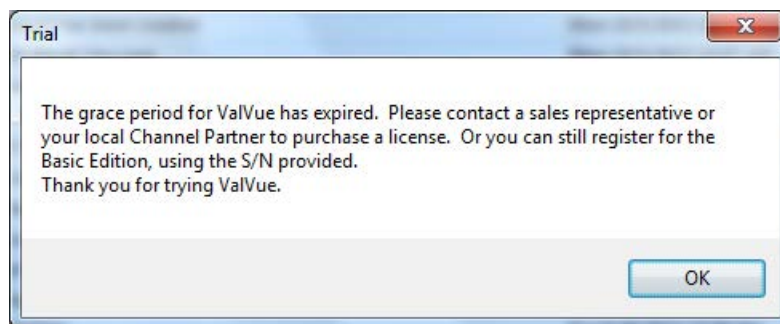 Trial
The grace period for ValVue has expired.  Please contact a sales representative or
your local Channel Partner to purchase a license.  Or you can still register for the
Basic Edition, using the S/N provided.
Thank you for trying ValVue.
OK